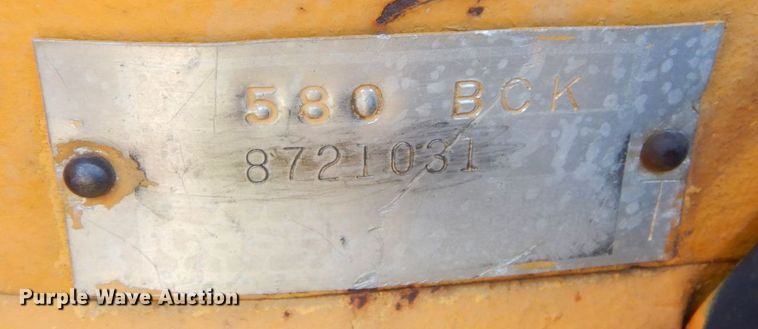 580 BCK
8721031
T
Purple Wave Auction